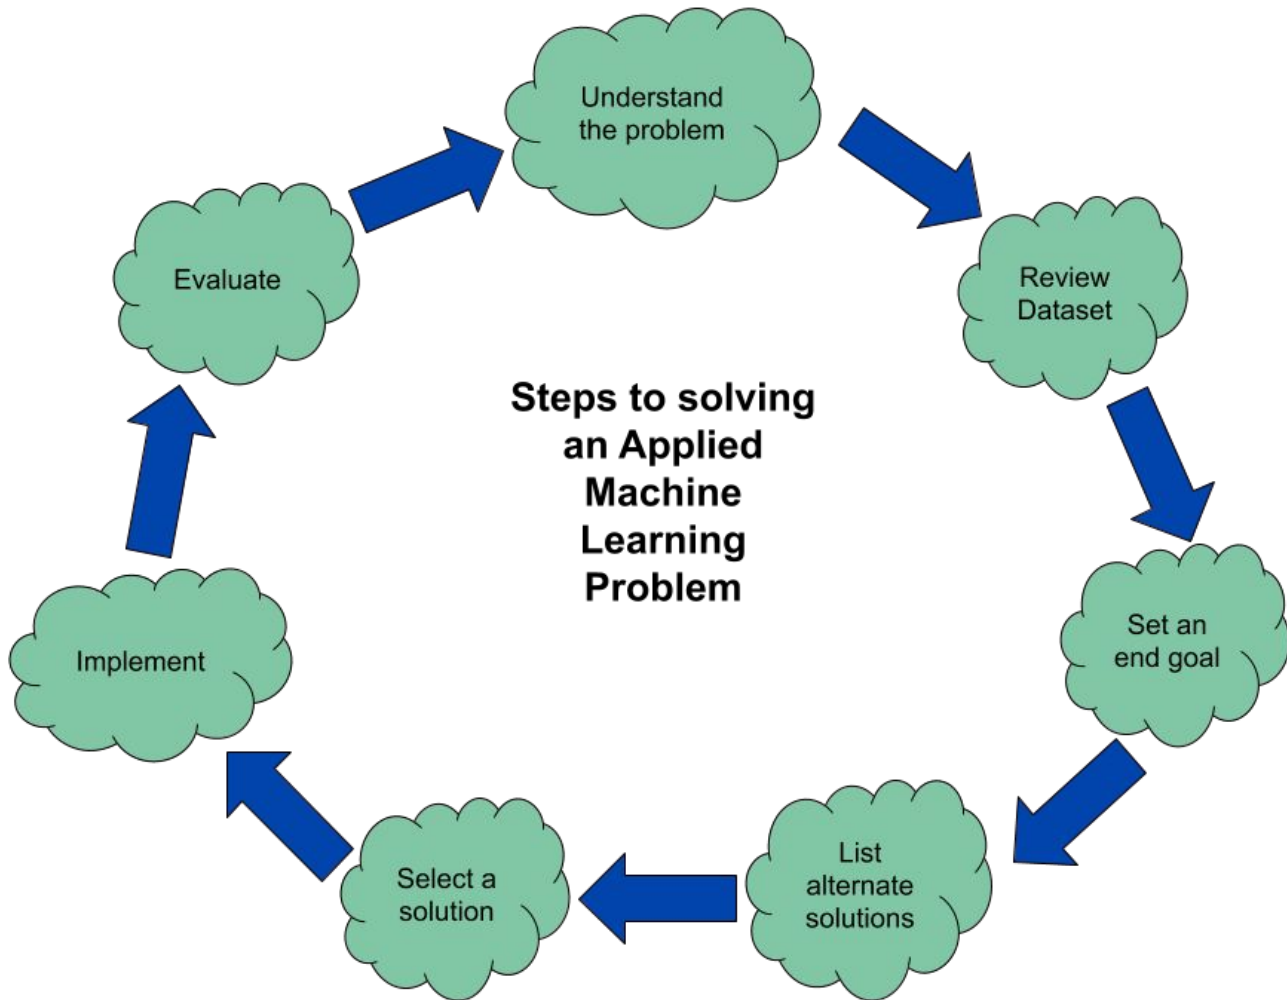 Understand
the problem
Review
Dataset
Set an
end goal
List
alternate
solutions
Select a
solution
Implement
Evaluate
Steps to solving
an Applied
Machine
Learning
Problem